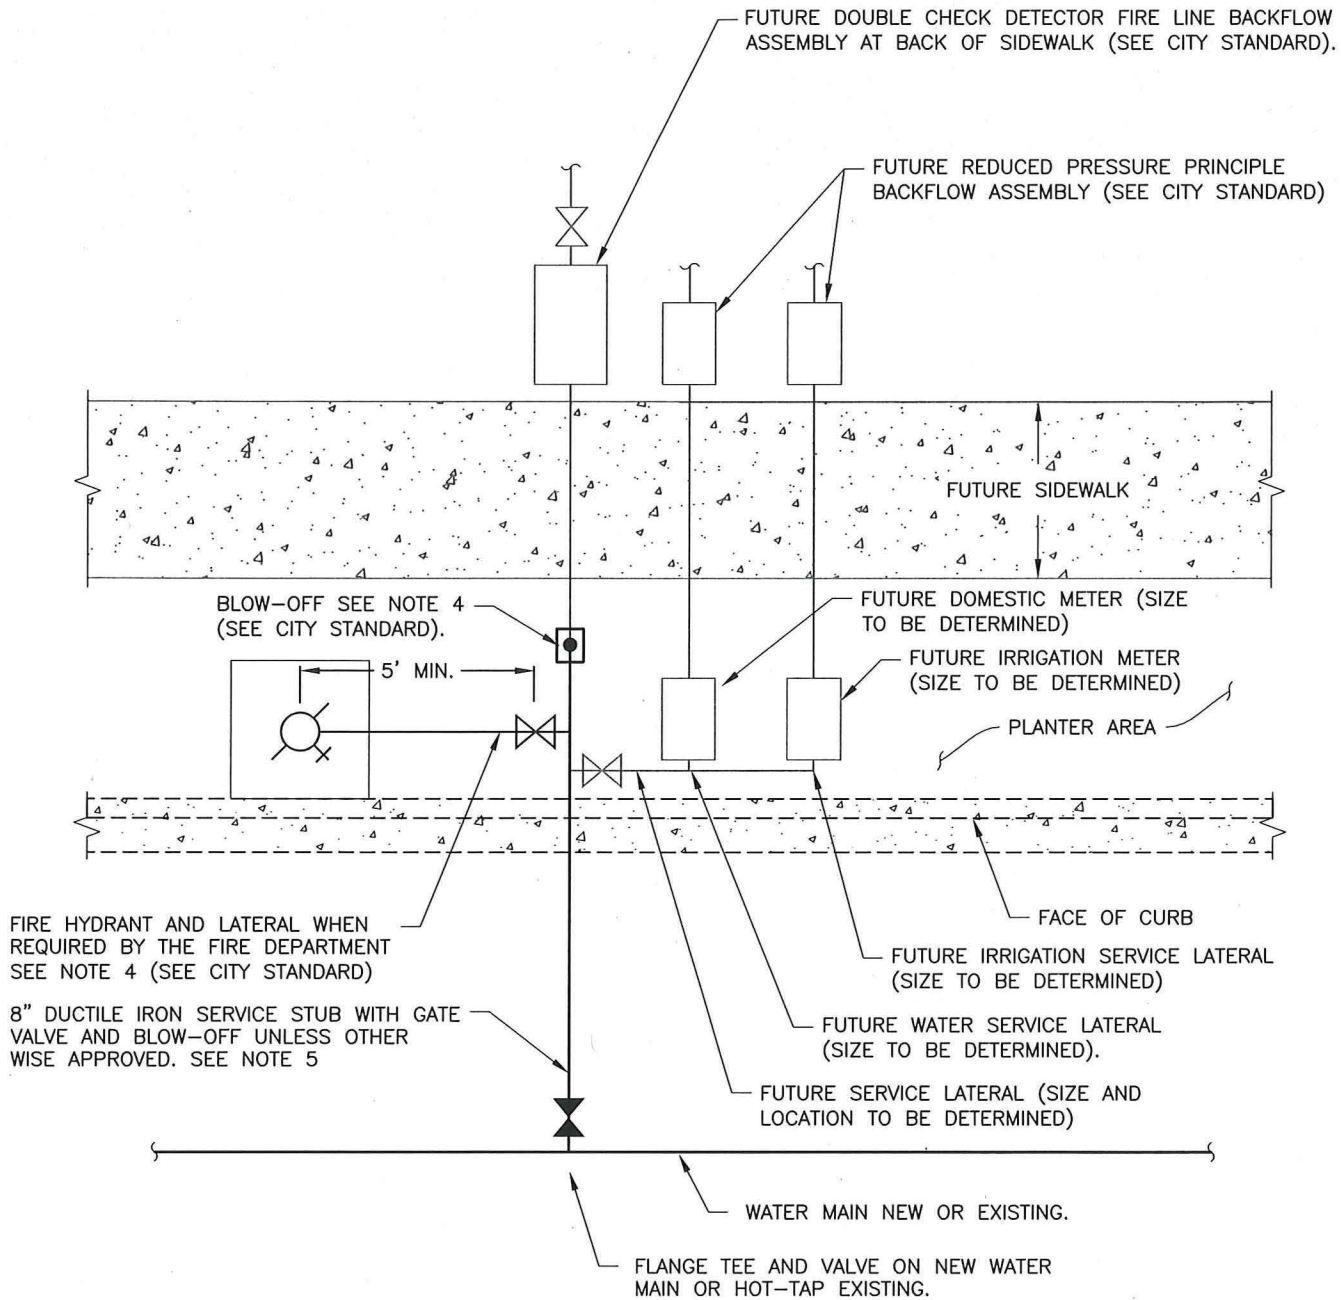 FUTURE DOUBLE CHECK DETECTOR FIRE LINE BACKFLOW
ASSEMBLY AT BACK OF SIDEWALK (SEE CITY STANDARD).
FUTURE REDUCED PRESSURE PRINCIPLE
BACKFLOW ASSEMBLY (SEE CITY STANDARD)
FUTURE SIDEWALK
BLOW-OFF SEE NOTE 4
(SEE CITY STANDARD).
5' MIN.
FUTURE DOMESTIC METER (SIZE
TO BE DETERMINED)
FUTURE IRRIGATION METER
(SIZE TO BE DETERMINED)
PLANTER AREA
FIRE HYDRANT AND LATERAL WHEN
REQUIRED BY THE FIRE DEPARTMENT
SEE NOTE 4 (SEE CITY STANDARD)
8" DUCTILE IRON SERVICE STUB WITH GATE
VALVE AND BLOW-OFF UNLESS OTHER
WISE APPROVED. SEE NOTE 5
FACE OF CURB
FUTURE IRRIGATION SERVICE LATERAL
(SIZE TO BE DETERMINED)
FUTURE WATER SERVICE LATERAL
(SIZE TO BE DETERMINED).
FUTURE SERVICE LATERAL (SIZE AND
LOCATION TO BE DETERMINED)
WATER MAIN NEW OR EXISTING.
FLANGE TEE AND VALVE ON NEW WATER
MAIN OR HOT-TAP EXISTING.